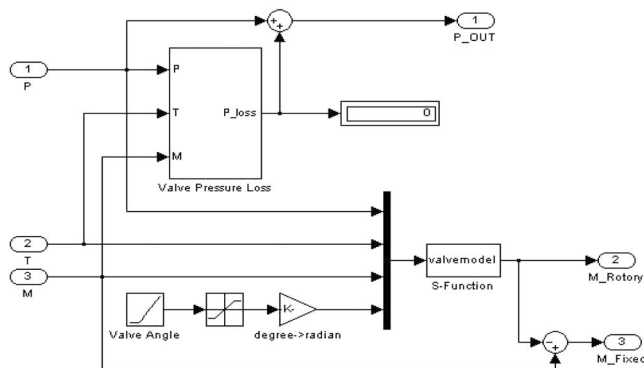 1
P_OUT
1
P
P
T
M
P_loss
0
Valve Pressure Loss
2
T
3
M
valvemodel
S-Function
2
M_Rotory
Valve Angle
K-
degree->radian
3
M_Fixed